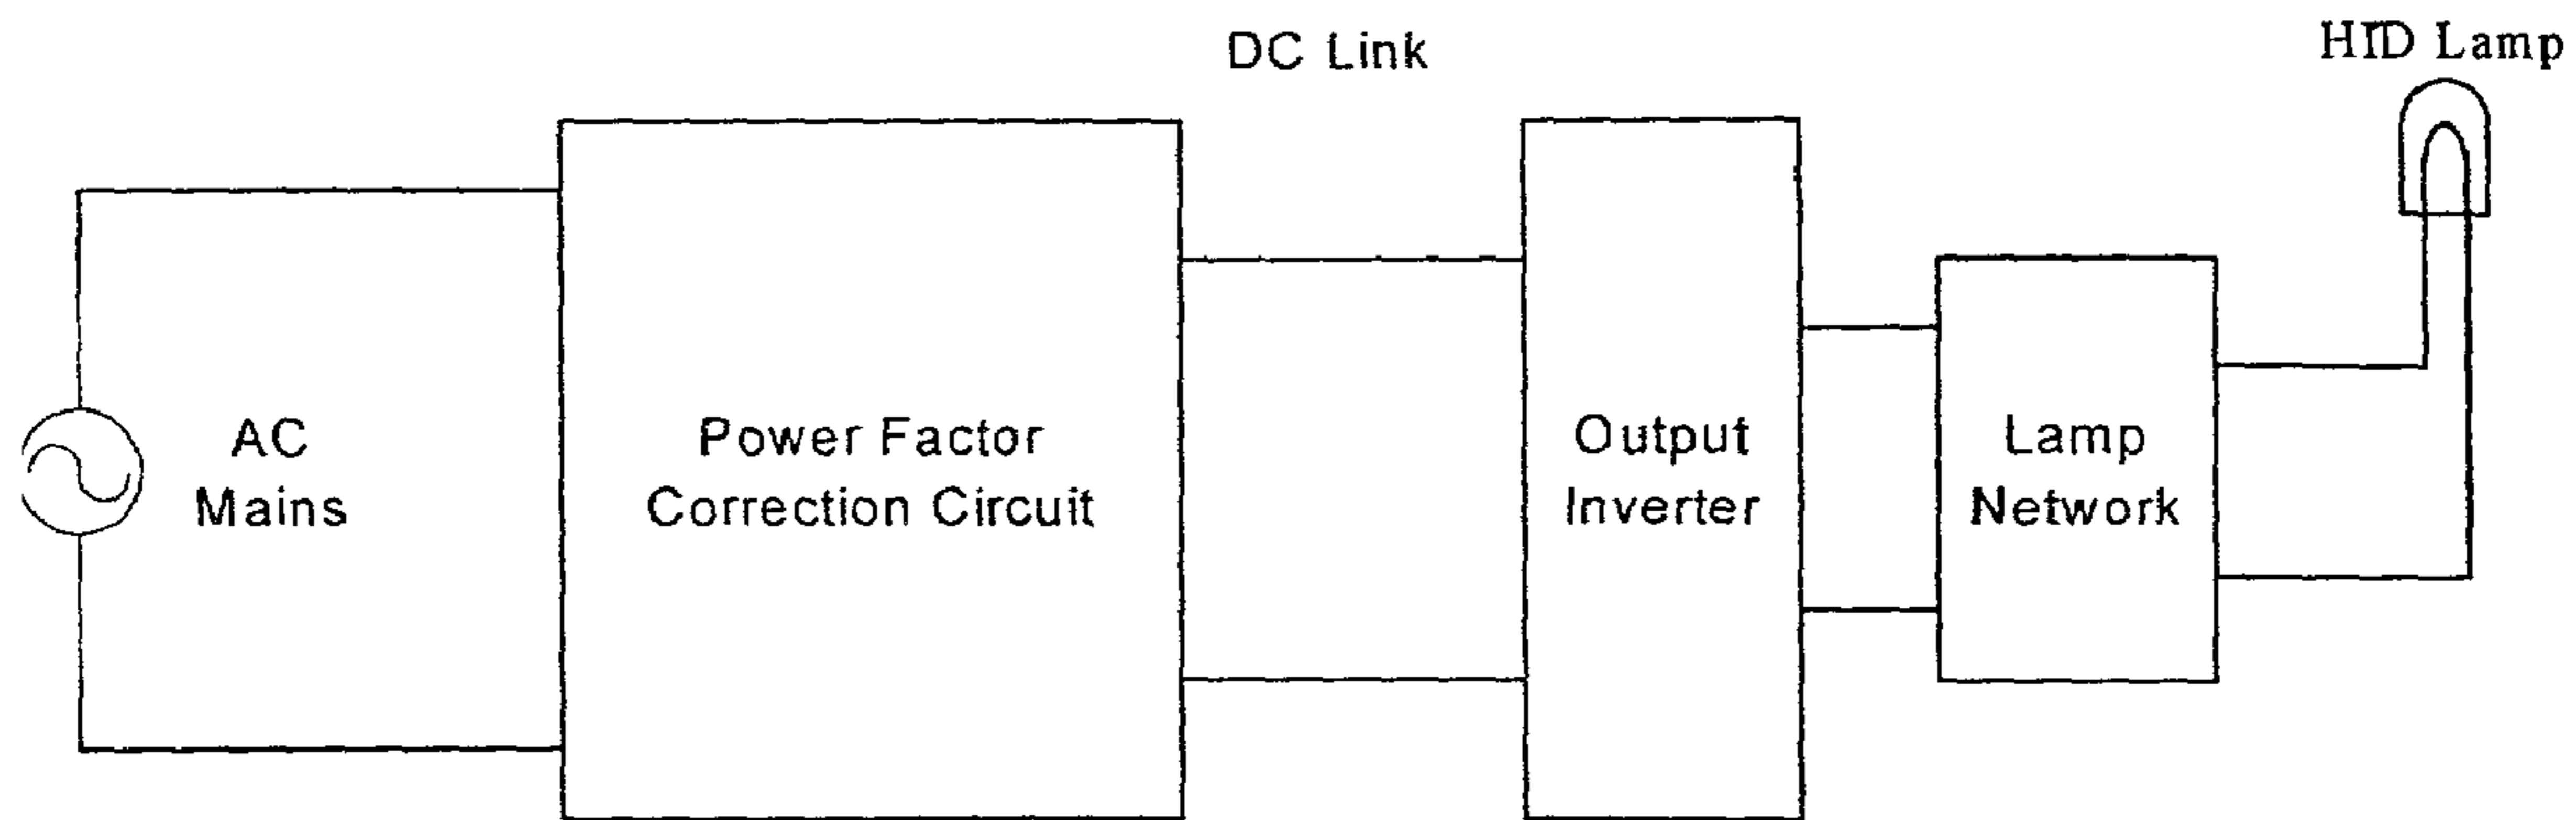 DC Link
HID Lamp
AC
Mains
Power Factor
Correction Circuit
Output
Inverter
Lamp
Network